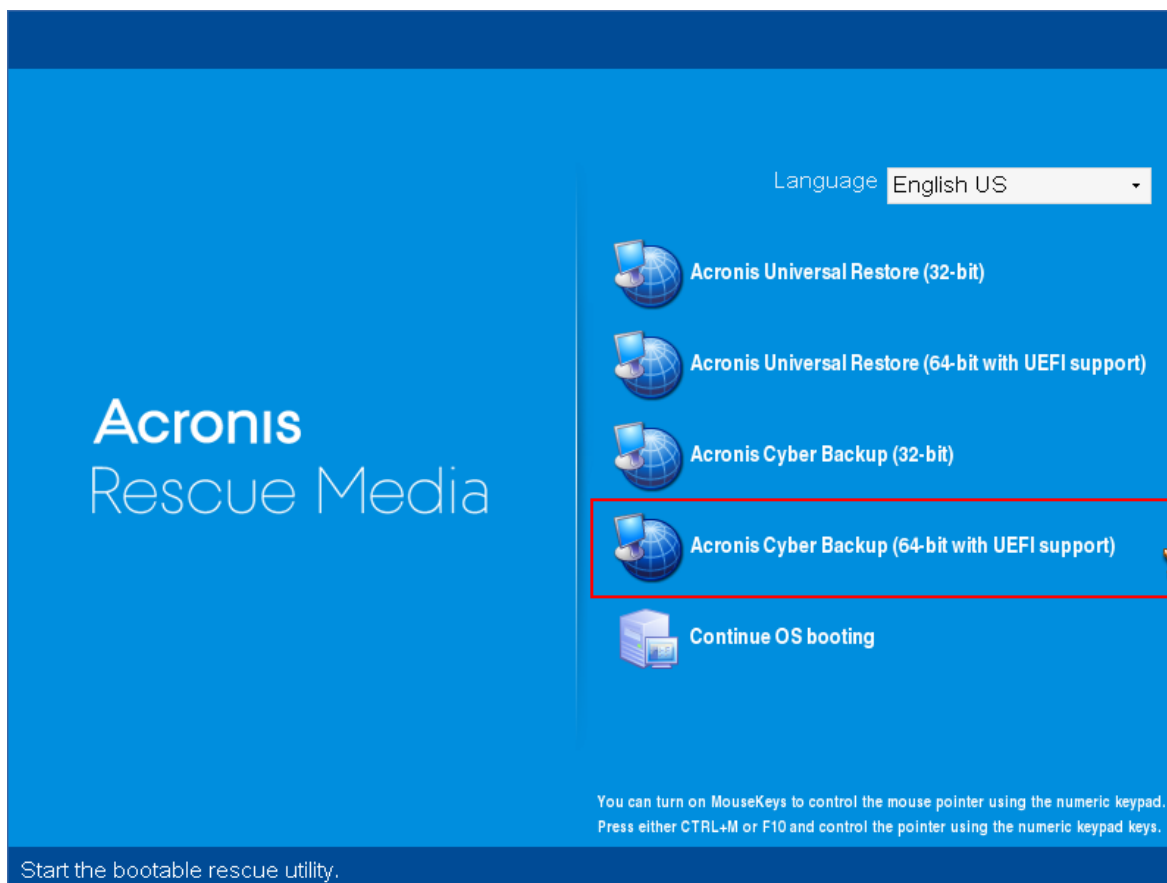 Language English US
Acronis Universal Restore (32-bit)
Acronis Universal Restore (64-bit with UEFI support)
Acronis
Rescue Media
Acronis Cyber Backup (32-bit)
Acronis Cyber Backup (64-bit with UEFI support)
Continue OS booting
You can turn on MouseKeys to control the mouse pointer using the numeric keypad.
Press either CTRL+M or F10 and control the pointer using the numeric keypad keys.
Start the bootable rescue utility.